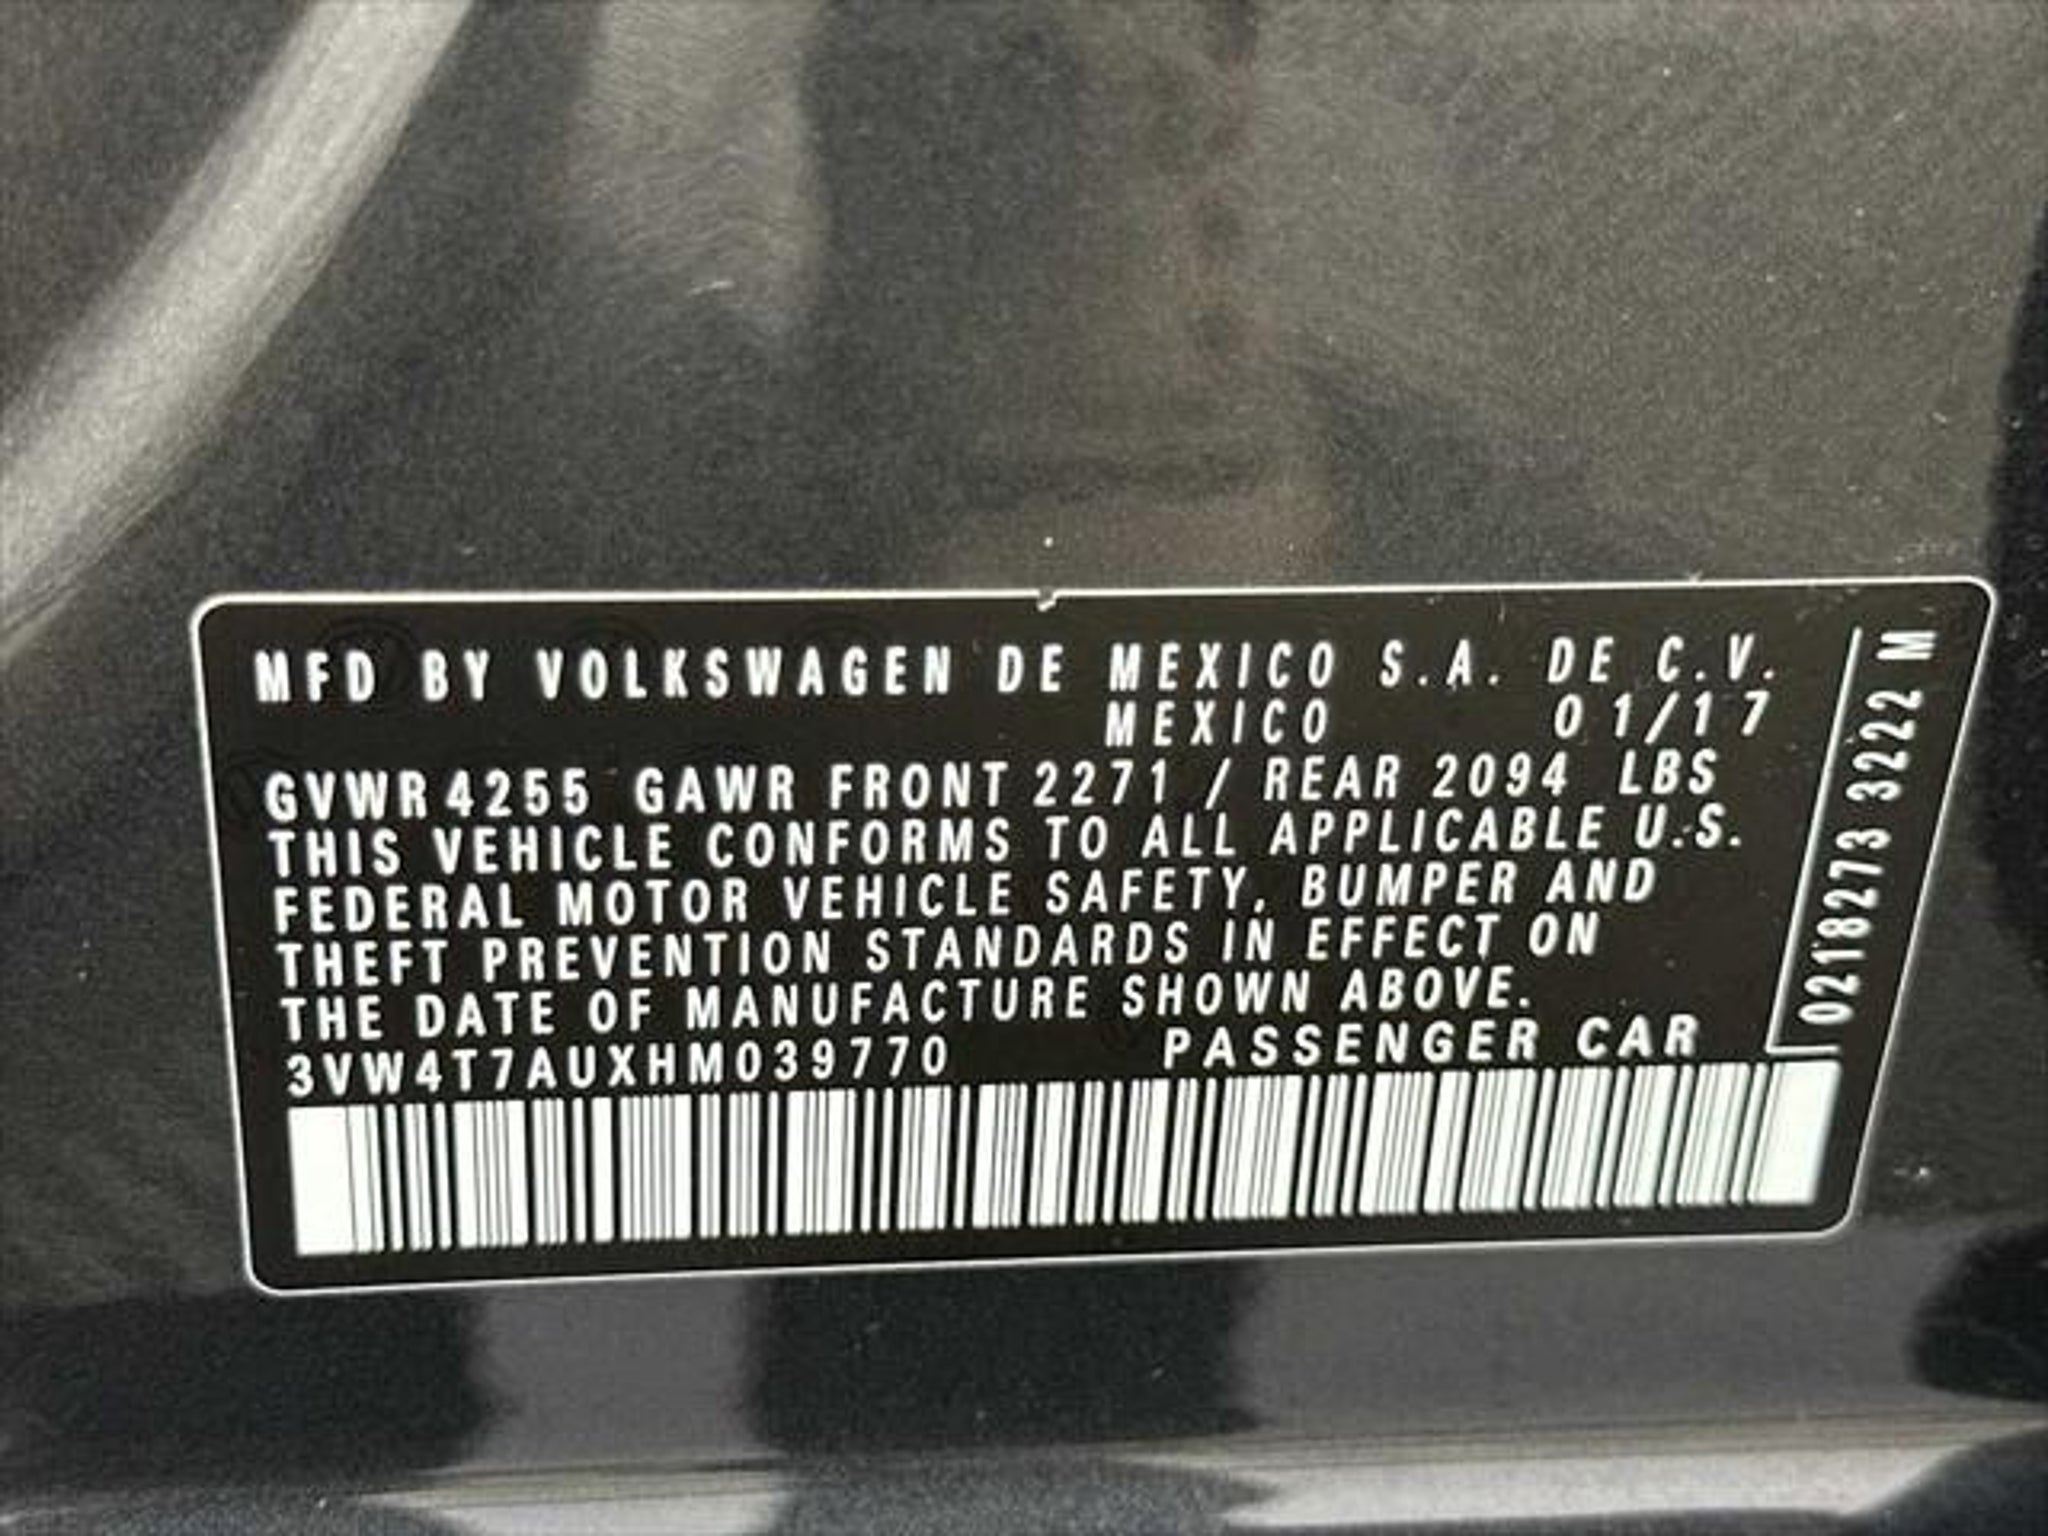 MFD BY VOLKSWAGEN DE MEXICO S.A. DE C.V.
MEXICO 01/17
GVWR 4255 GAWR FRONT 2271 / REAR 2094 LBS
THIS VEHICLE CONFORMS TO ALL APPLICABLE U.S.
FEDERAL MOTOR VEHICLE SAFETY, BUMPER AND
THEFT PREVENTION STANDARDS IN EFFECT ON
THE DATE OF MANUFACTURE SHOWN ABOVE.
3VW4T7AUXHM039770 PASSENGER CAR
0218273 3222 M